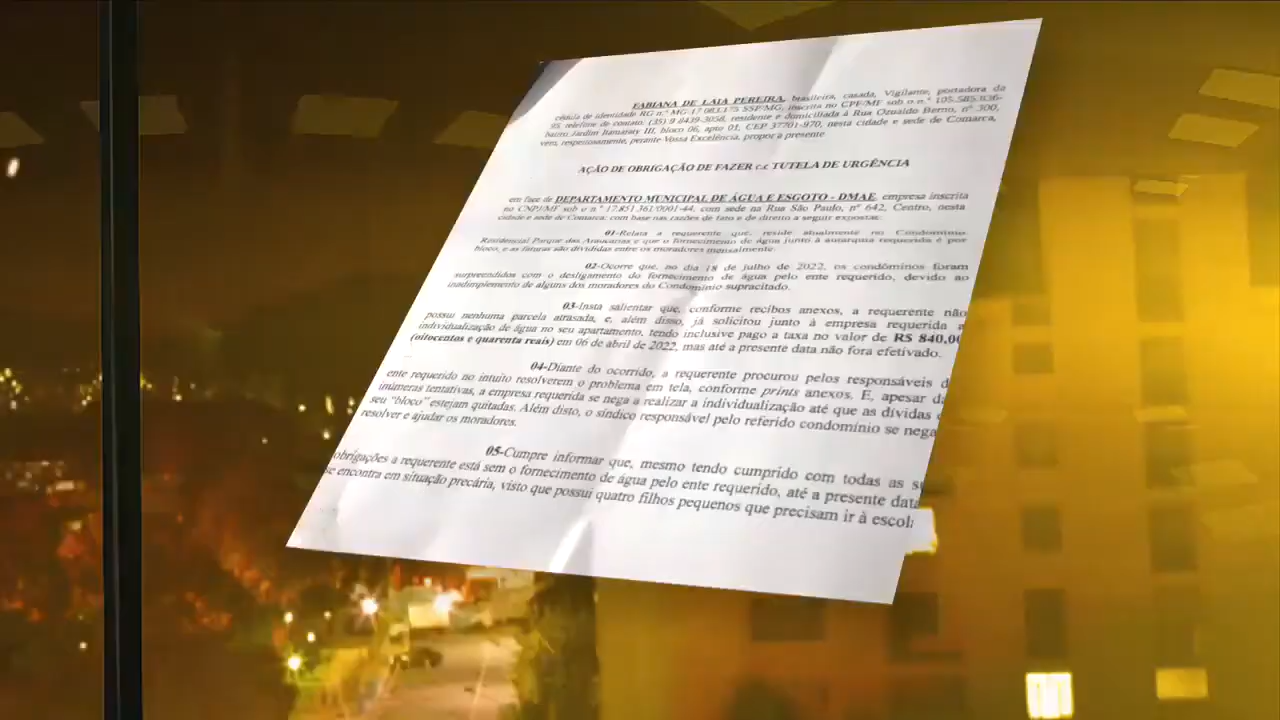 FABIANA DE LAIA PEREIRA, brasileira, casada, Vigilante, portadora da
cédula de identidade RG n.º MG-17.083.175 SSP/MG, inscrita no CPF/MF sob o n.º 105.585.836-
95, telefone de contato: (35) 9 8439-3058, residente e domiciliada à Rua Ozualdo Berno, nº 300,
bairro Jardim Itamaraty III, bloco 06, apto 01, CEP 37701-970, nesta cidade e sede de Comarca,
vem, respeitosamente, perante Vossa Excelência, propor a presente
AÇÃO DE OBRIGAÇÃO DE FAZER c.c TUTELA DE URGÊNCIA
em face de DEPARTAMENTO MUNICIPAL DE ÁGUA E ESGOTO - DMAE, empresa inscrita
no CNPJ/MF sob o n.º 17.851.361/0001-44, com sede na Rua São Paulo, nº 642, Centro, nesta
cidade e sede de Comarca; com base nas razões de fato e de direito a seguir expostas:
01-Relata a requerente que, reside atualmente no Condomínio
Residencial Parque das Araucarias e que o fornecimento de água junto à autarquia requerida é por
bloco, e as faturas são divididas entre os moradores mensalmente.
02-Ocorre que, no dia 18 de julho de 2022, os condôminos foram
surpreendidos com o desligamento do fornecimento de água pelo ente requerido, devido ao
inadimplemento de alguns dos moradores do Condomínio supracitado.
03-Insta salientar que, conforme recibos anexos, a requerente não
possui nenhuma parcela atrasada, e, além disso, já solicitou junto à empresa requerida a
individualização de água no seu apartamento, tendo inclusive pago a taxa no valor de R$ 840,00
(oitocentos e quarenta reais) em 06 de abril de 2022, mas até a presente data não fora efetivado.
04-Diante do ocorrido, a requerente procurou pelos responsáveis d
ente requerido no intuito resolverem o problema em tela, conforme prints anexos. E, apesar da
inúmeras tentativas, a empresa requerida se nega a realizar a individualização até que as dívidas
seu "bloco" estejam quitadas. Além disto, o síndico responsável pelo referido condomínio se nega
resolver e ajudar os moradores.
05-Cumpre informar que, mesmo tendo cumprido com todas as su
obrigações a requerente está sem o fornecimento de água pelo ente requerido, até a presente data
se encontra em situação precária, visto que possui quatro filhos pequenos que precisam ir à escol